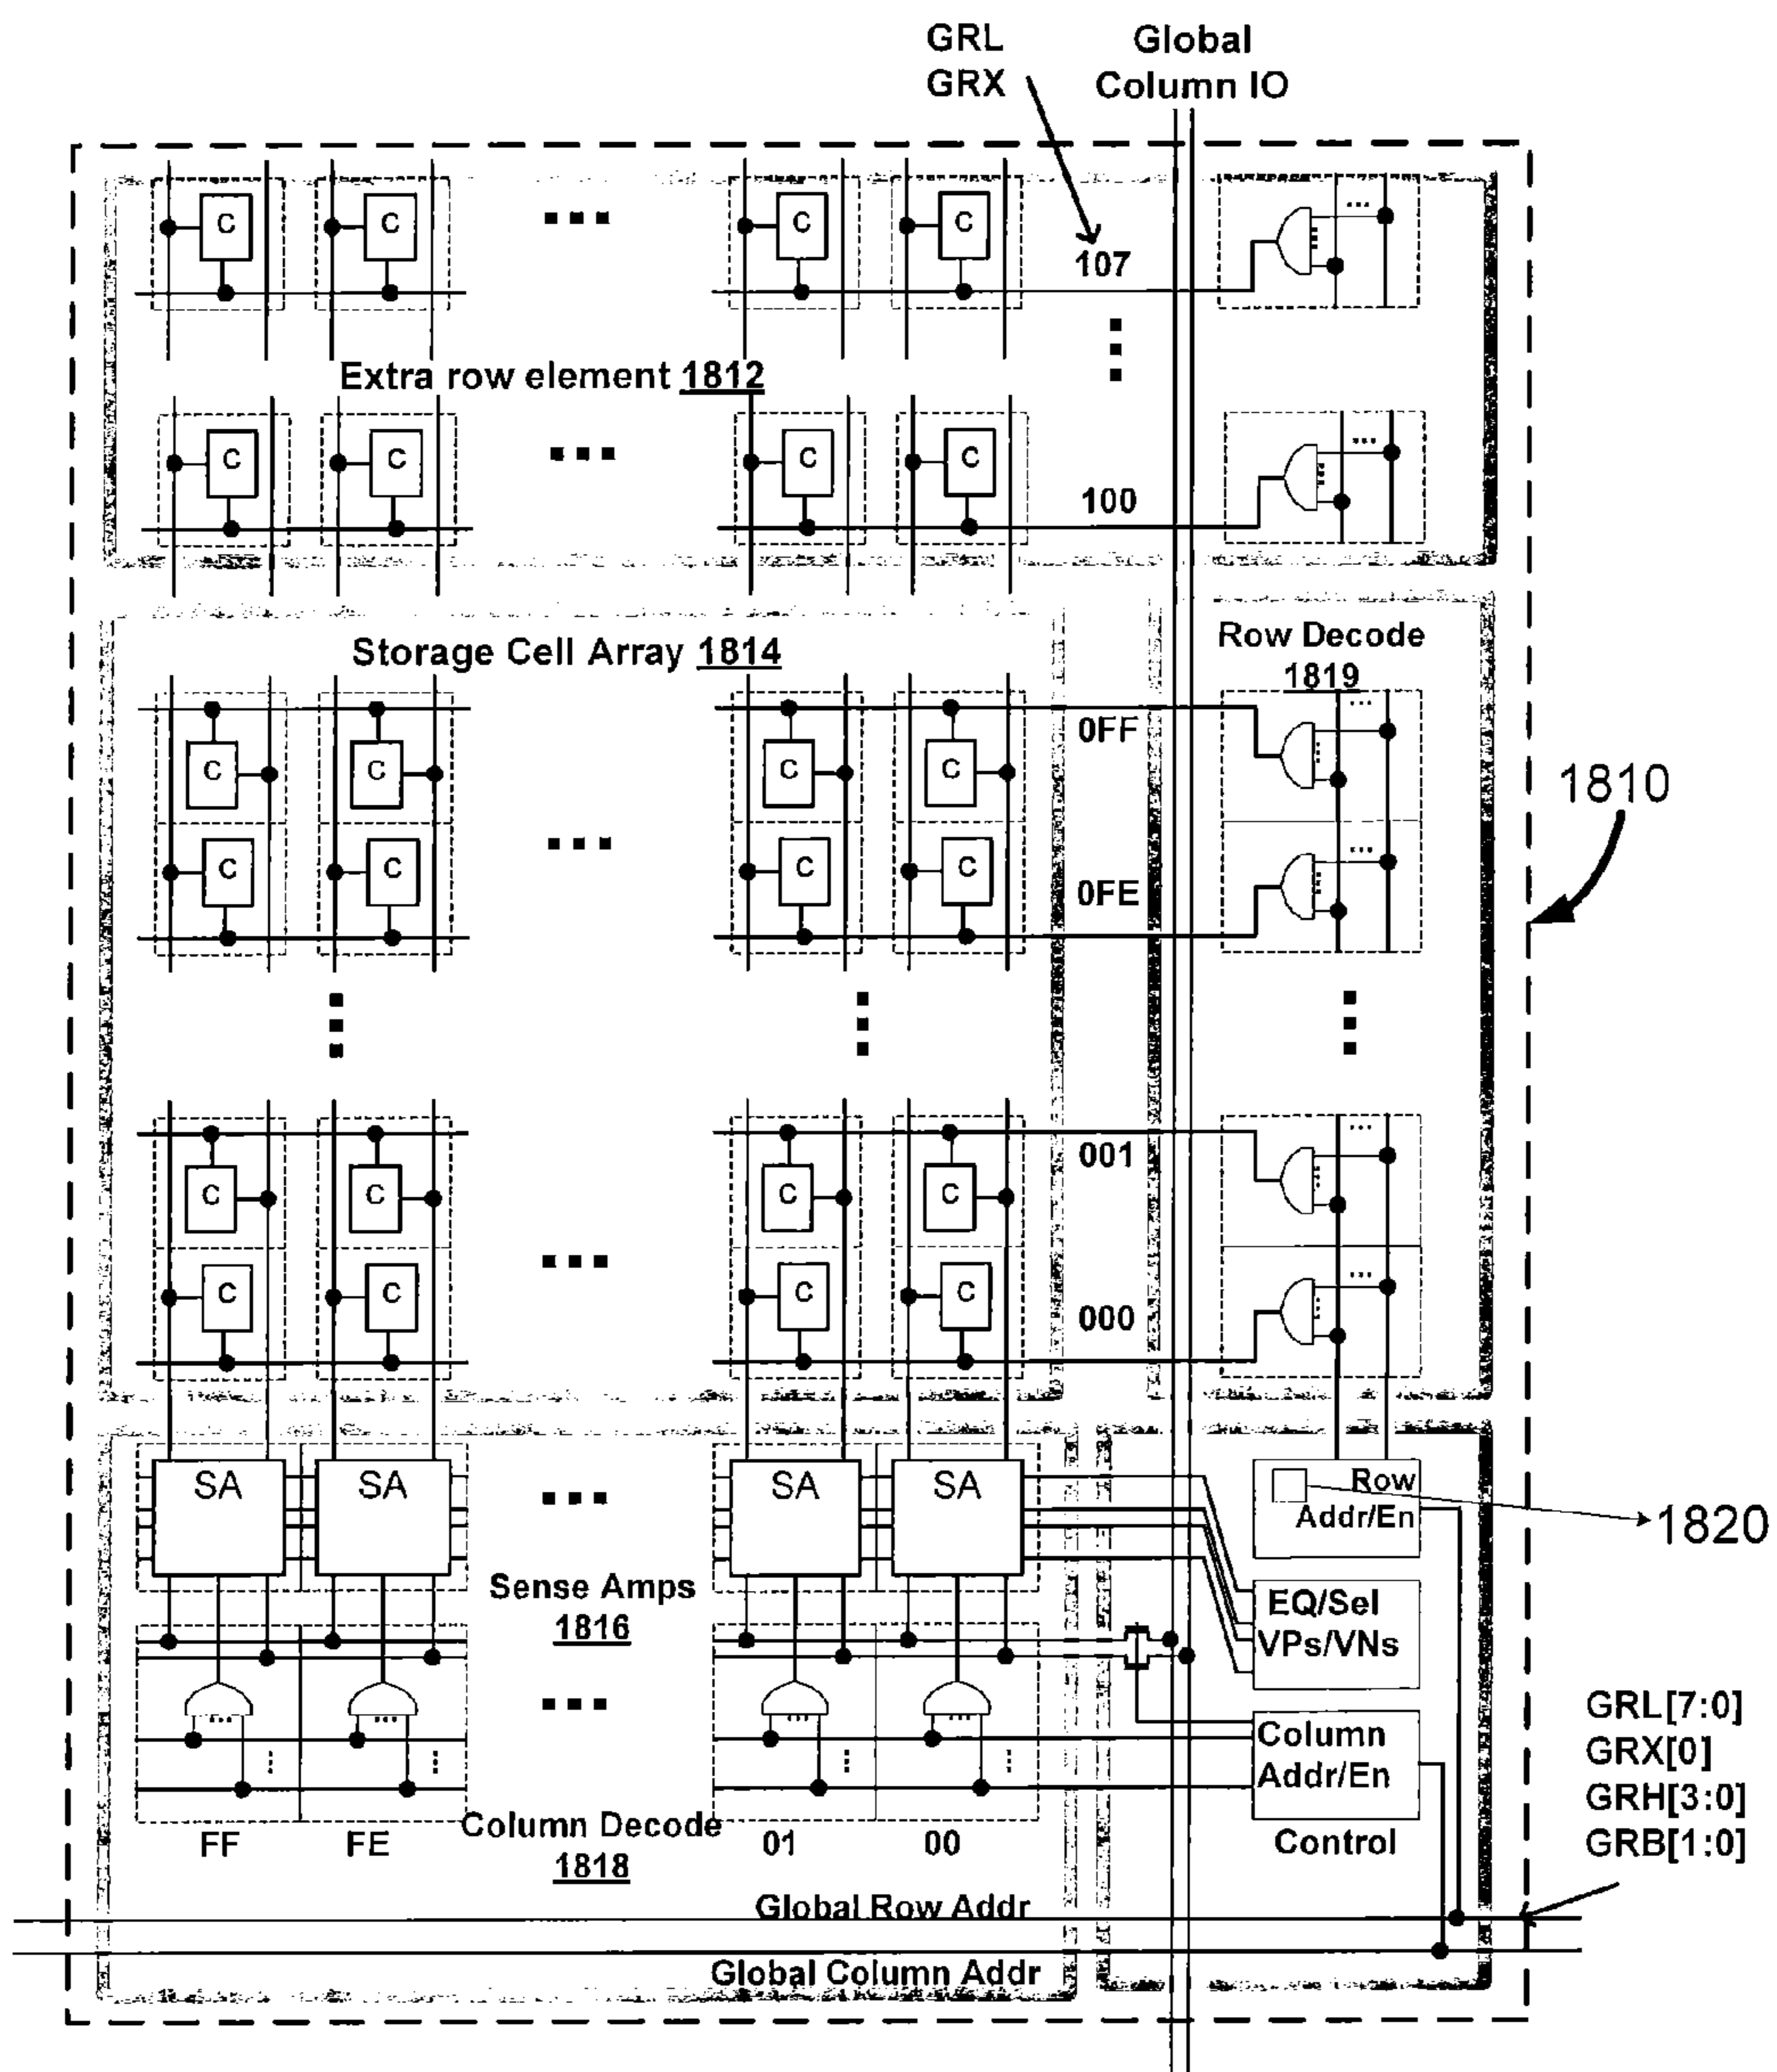 GRL
GRX
Global
Column IO
C C C C
107
Extra row element 1812
C C C C
100
Storage Cell Array 1814
Row Decode
1819
0FF
C C C C
1810
C C C C
0FE
001
C C C C
C C C C
000
SA SA SA SA
Row
Addr/En
1820
Sense Amps
1816
EQ/Sel
VPs/VNs
GRL[7:0]
GRX[0]
GRH[3:0]
GRB[1:0]
Column
Addr/En
Control
FF FE 01 00
Column Decode
1818
Global Row Addr
Global Column Addr